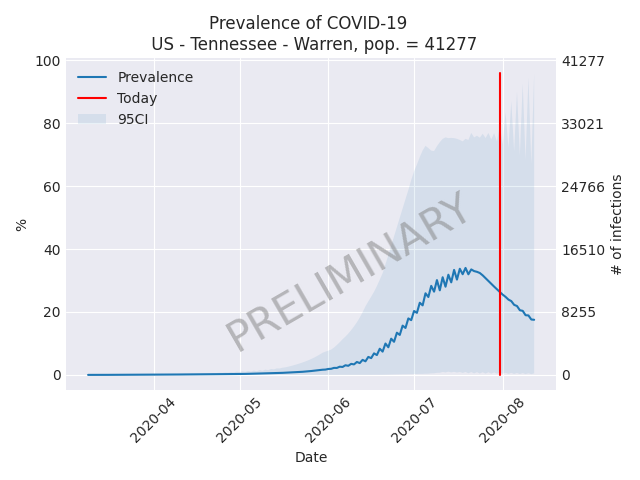 Prevalence of COVID-19
US - Tennessee - Warren, pop. = 41277
100
80
60
40
20
0
%
41277
33021
24766
16510
8255
0
# of infections
Prevalence
Today
95CI
PRELIMINARY
2020-04
2020-05
2020-06
2020-07
2020-08
Date